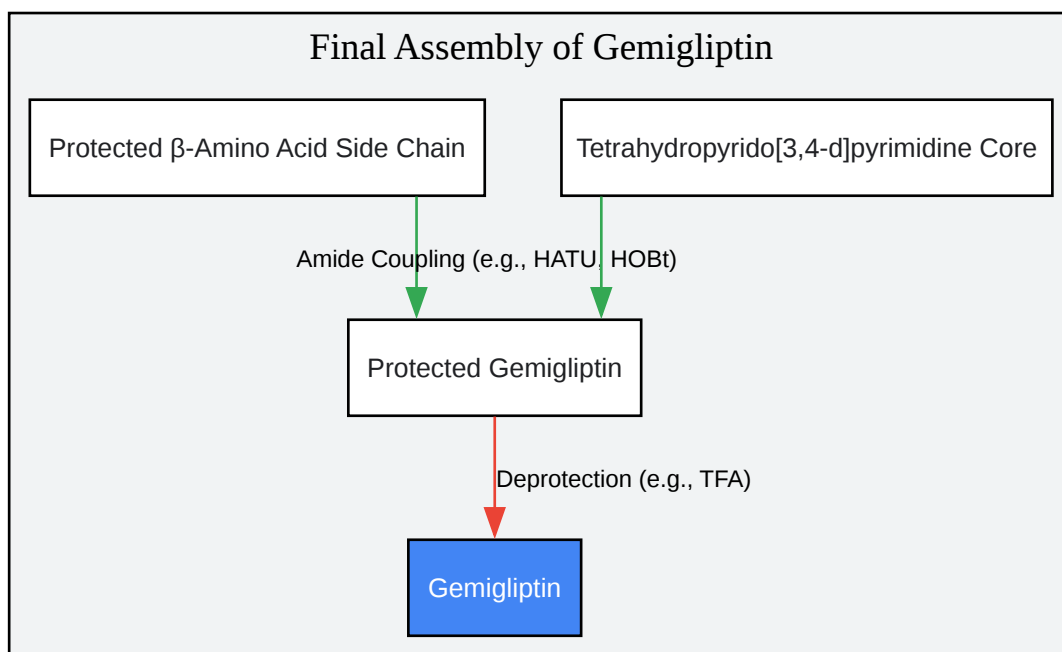 Final Assembly of Gemigliptin
Protected β-Amino Acid Side Chain
Tetrahydropyrido[3,4-d]pyrimidine Core
Amide Coupling (e.g., HATU, HOBt)
Protected Gemigliptin
Deprotection (e.g., TFA)
Gemigliptin